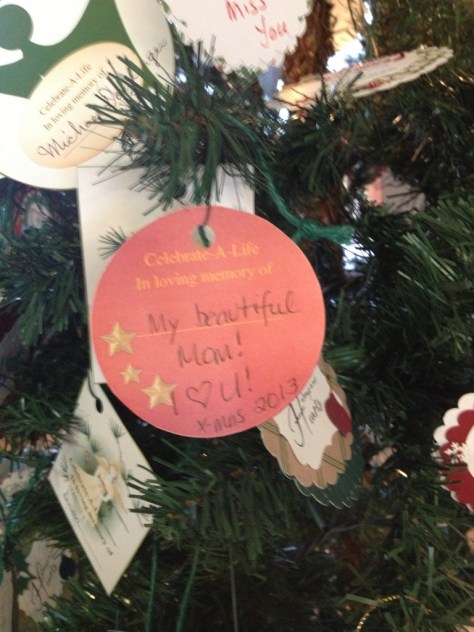 Miss
You
Celebrate-A-Life
In loving memory of
Celebrate-A-Life
In loving memory of
My beautiful
Mom!
I ♡ U!
X-mas 2013